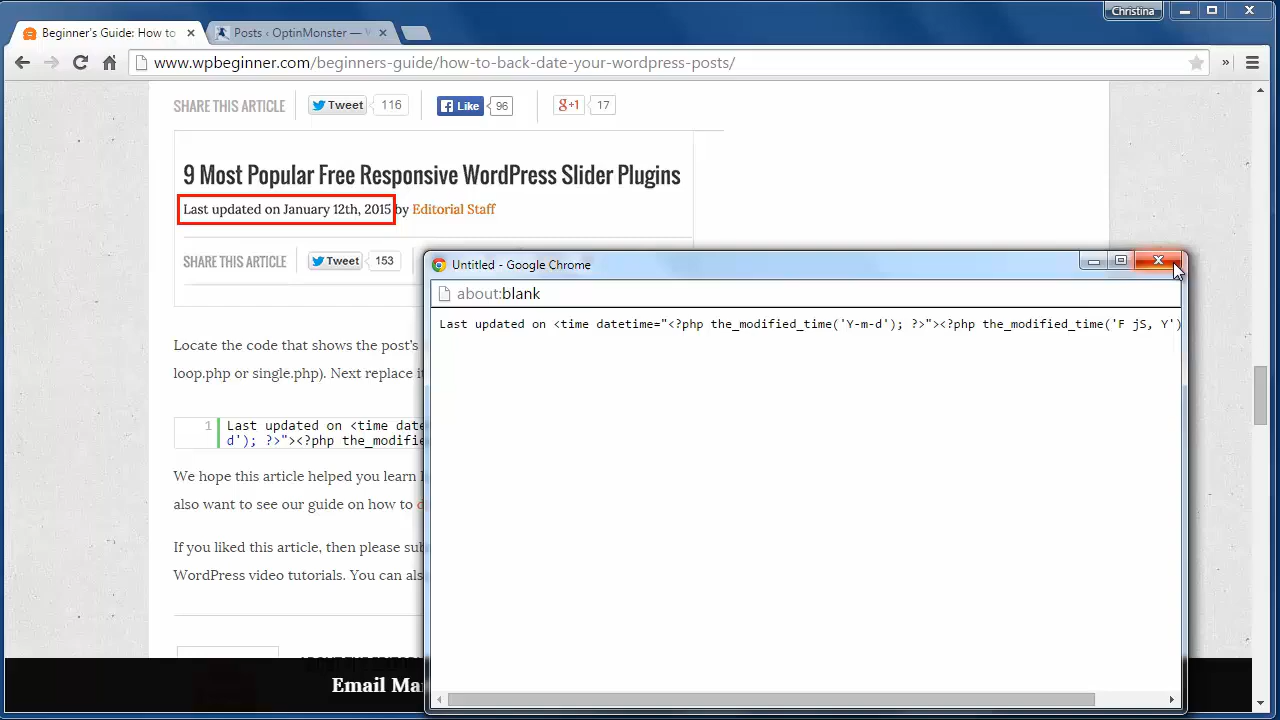 Christina
Beginner's Guide: How to
Posts ‹ OptinMonster —
www.wpbeginner.com/beginners-guide/how-to-back-date-your-wordpress-posts/
SHARE THIS ARTICLE Tweet 116 Like 96 g+1 17
9 Most Popular Free Responsive WordPress Slider Plugins
Last updated on January 12th, 2015 by Editorial Staff
SHARE THIS ARTICLE Tweet 153
Untitled - Google Chrome
about:blank
Last updated on <time datetime="<?php the_modified_time('Y-m-d'); ?>"><?php the_modified_time('F jS, Y')
Locate the code that shows the post's
loop.php or single.php). Next replace
1 Last updated on <time date
d'); ?>"><?php the_modifie
We hope this article helped you learn
also want to see our guide on how to
If you liked this article, then please sub
WordPress video tutorials. You can als
Email Ma